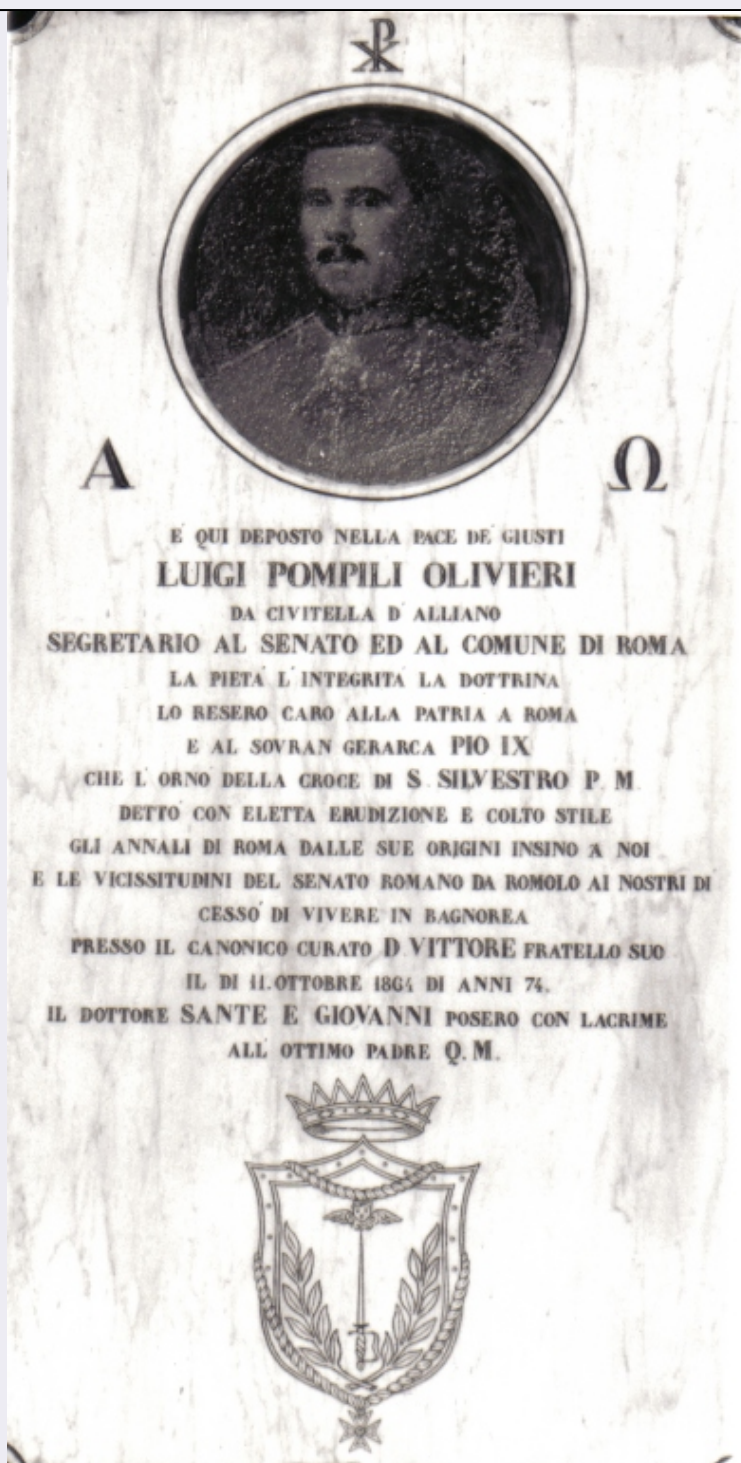 ☧
Α Ω
E' QUI DEPOSTO NELLA PACE DE' GIUSTI
LUIGI POMPILI OLIVIERI
DA CIVITELLA D' ALLIANO
SEGRETARIO AL SENATO ED AL COMUNE DI ROMA
LA PIETA' L'INTEGRITA' LA DOTTRINA
LO RESERO CARO ALLA PATRIA A ROMA
E AL SOVRAN GERARCA PIO IX
CHE L' ORNO' DELLA CROCE DI S. SILVESTRO P. M.
DETTO' CON ELETTA ERUDIZIONE E COLTO STILE
GLI ANNALI DI ROMA DALLE SUE ORIGINI INSINO A NOI
E LE VICISSITUDINI DEL SENATO ROMANO DA ROMOLO AI NOSTRI DI
CESSO' DI VIVERE IN BAGNOREA
PRESSO IL CANONICO CURATO D. VITTORE FRATELLO SUO
IL DI 11. OTTOBRE 1864 DI ANNI 74.
IL DOTTORE SANTE E GIOVANNI POSERO CON LACRIME
ALL' OTTIMO PADRE Q. M.